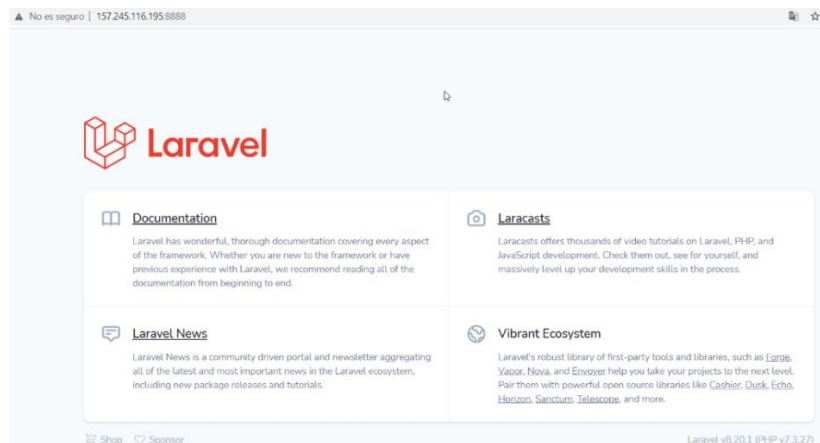 No es seguro | 157.245.116.195:8888
Laravel
Documentation
Laravel has wonderful, thorough documentation covering every aspect
of the framework. Whether you are new to the framework or have
previous experience with Laravel, we recommend reading all of the
documentation from beginning to end.
Laracasts
Laracasts offers thousands of video tutorials on Laravel, PHP, and
JavaScript development. Check them out, see for yourself, and
massively level up your development skills in the process.
Laravel News
Laravel News is a community driven portal and newsletter aggregating
all of the latest and most important news in the Laravel ecosystem,
including new package releases and tutorials.
Vibrant Ecosystem
Laravel's robust library of first-party tools and libraries, such as Forge,
Vapor, Nova, and Envoyer help you take your projects to the next level.
Pair them with powerful open source libraries like Cashier, Dusk, Echo,
Horizon, Sanctum, Telescope, and more.
Shop Sponsor
Laravel v8.20.1 (PHP v7.3.27)